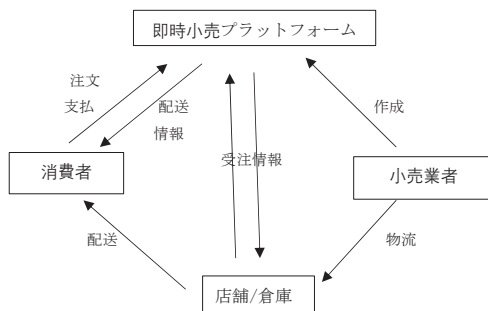 即時小売プラットフォーム
注文
支払
配送
情報
作成
受注情報
消費者
小売業者
配送
物流
店舗/倉庫